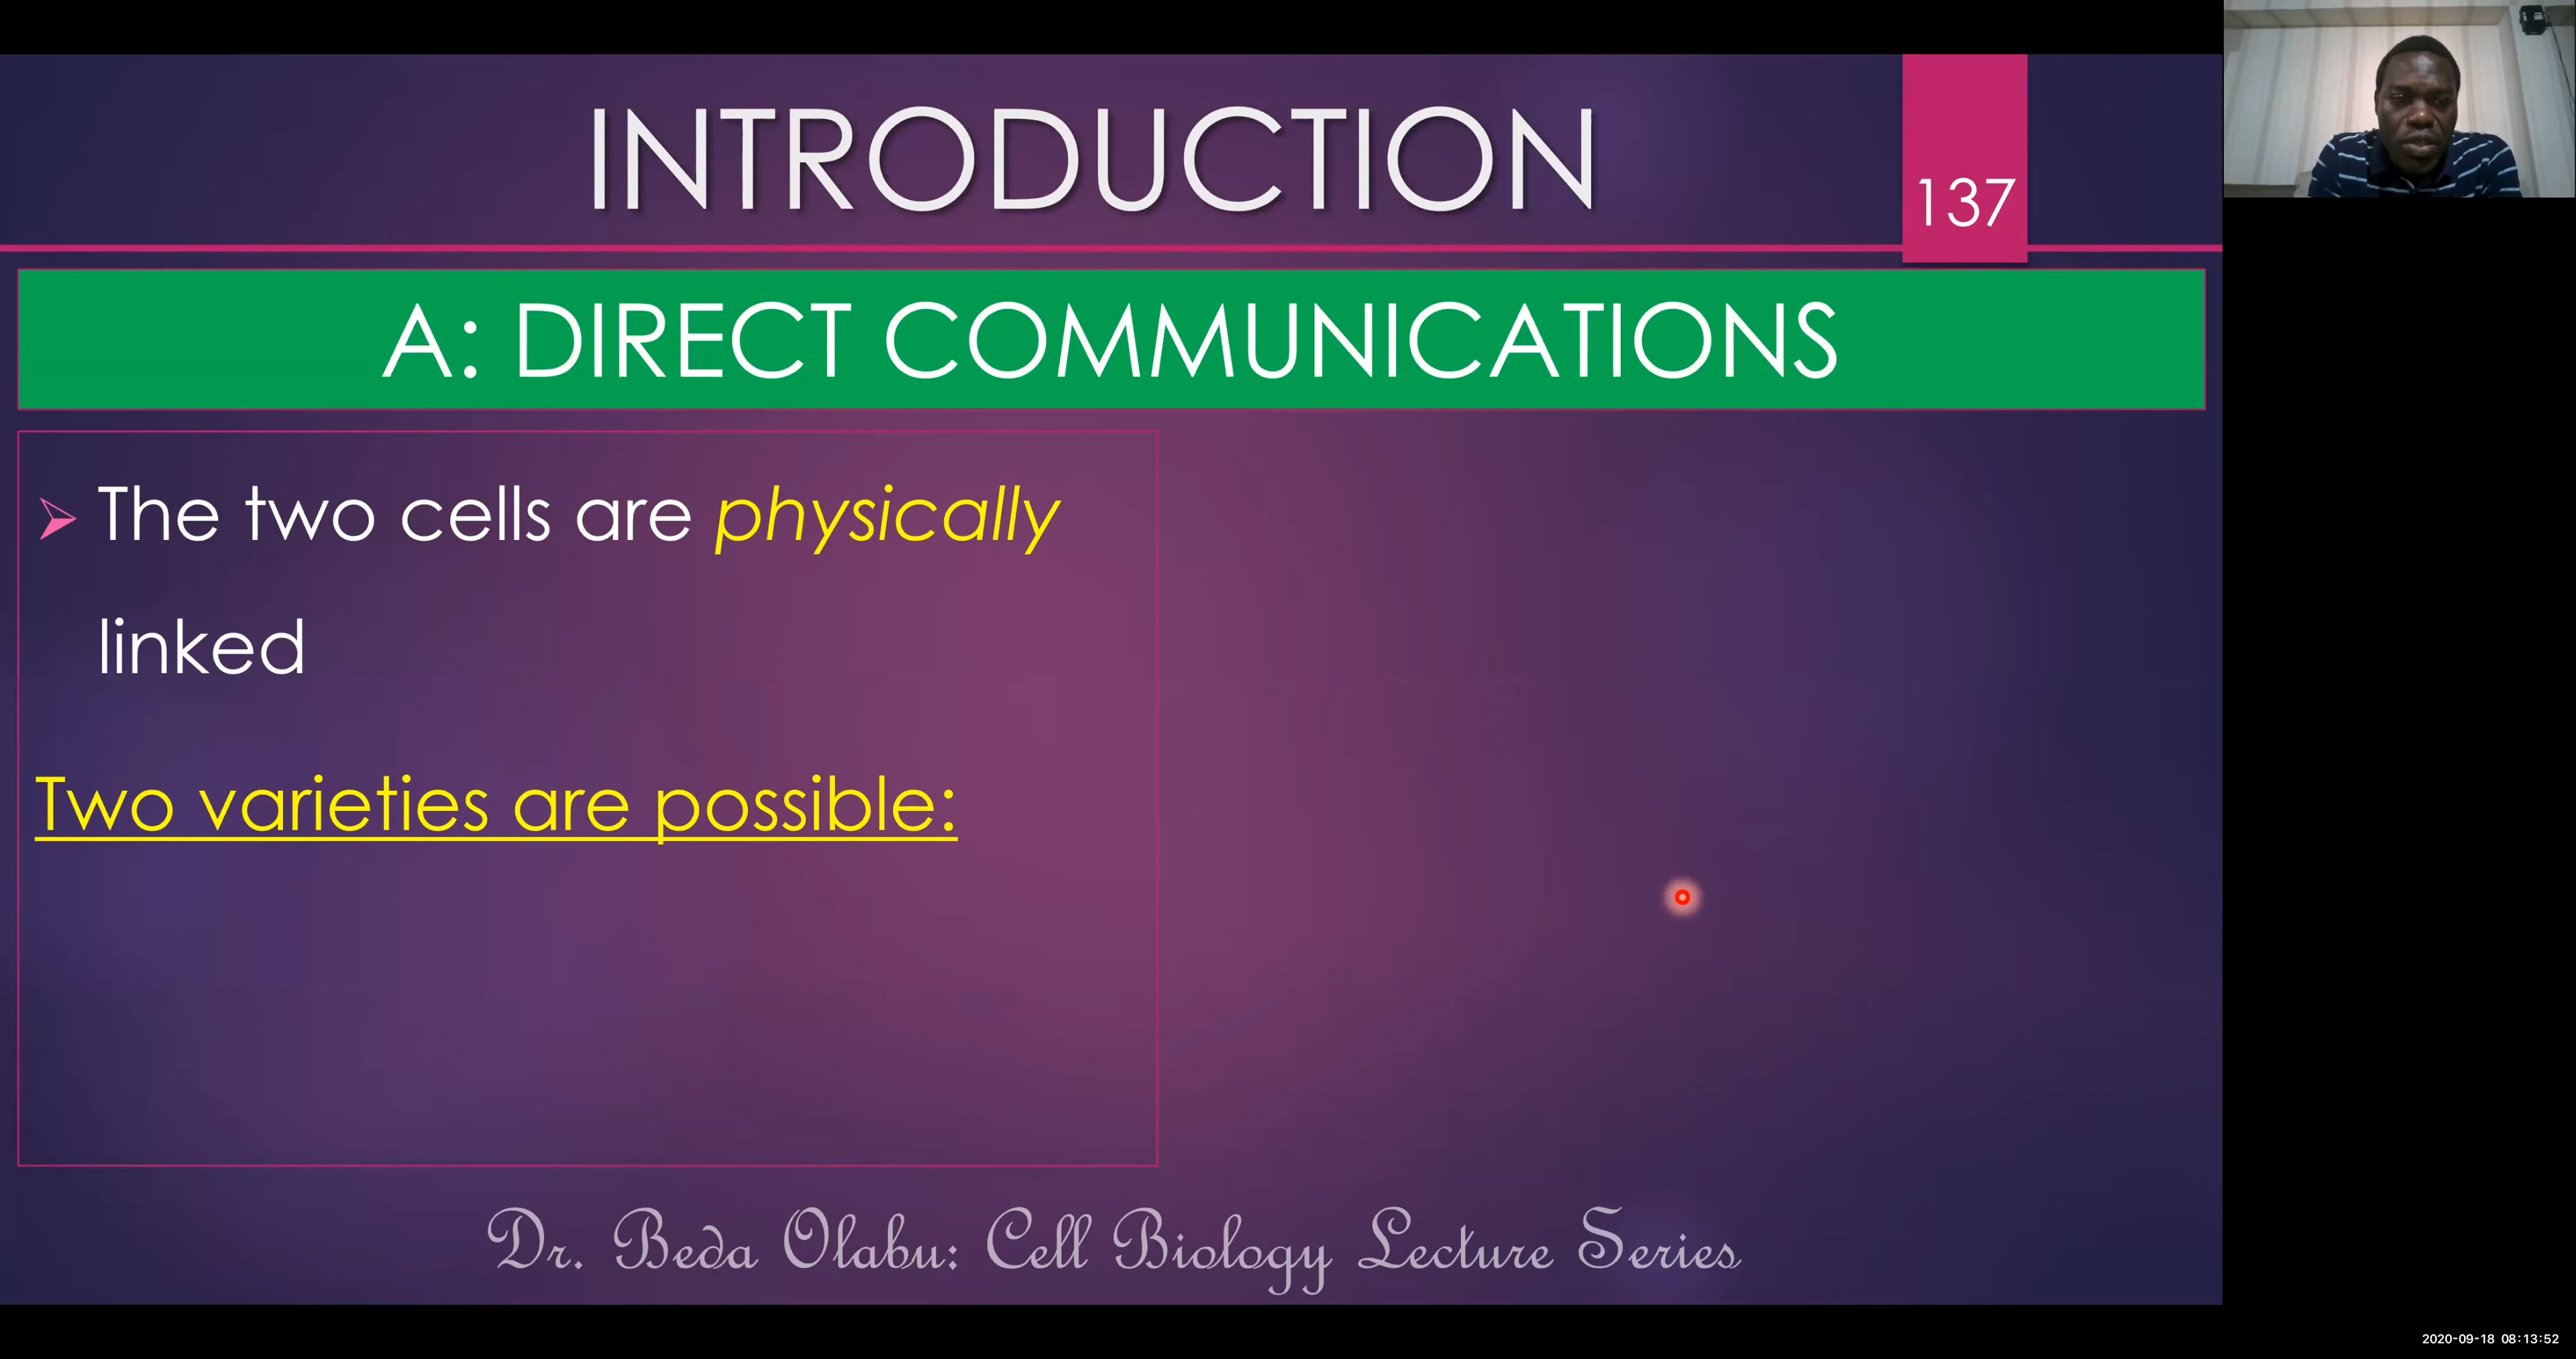 INTRODUCTION
137
A: DIRECT COMMUNICATIONS
The two cells are physically
linked
Two varieties are possible:
Dr. Beda Olabu: Cell Biology Lecture Series
2020-09-18 08:13:52